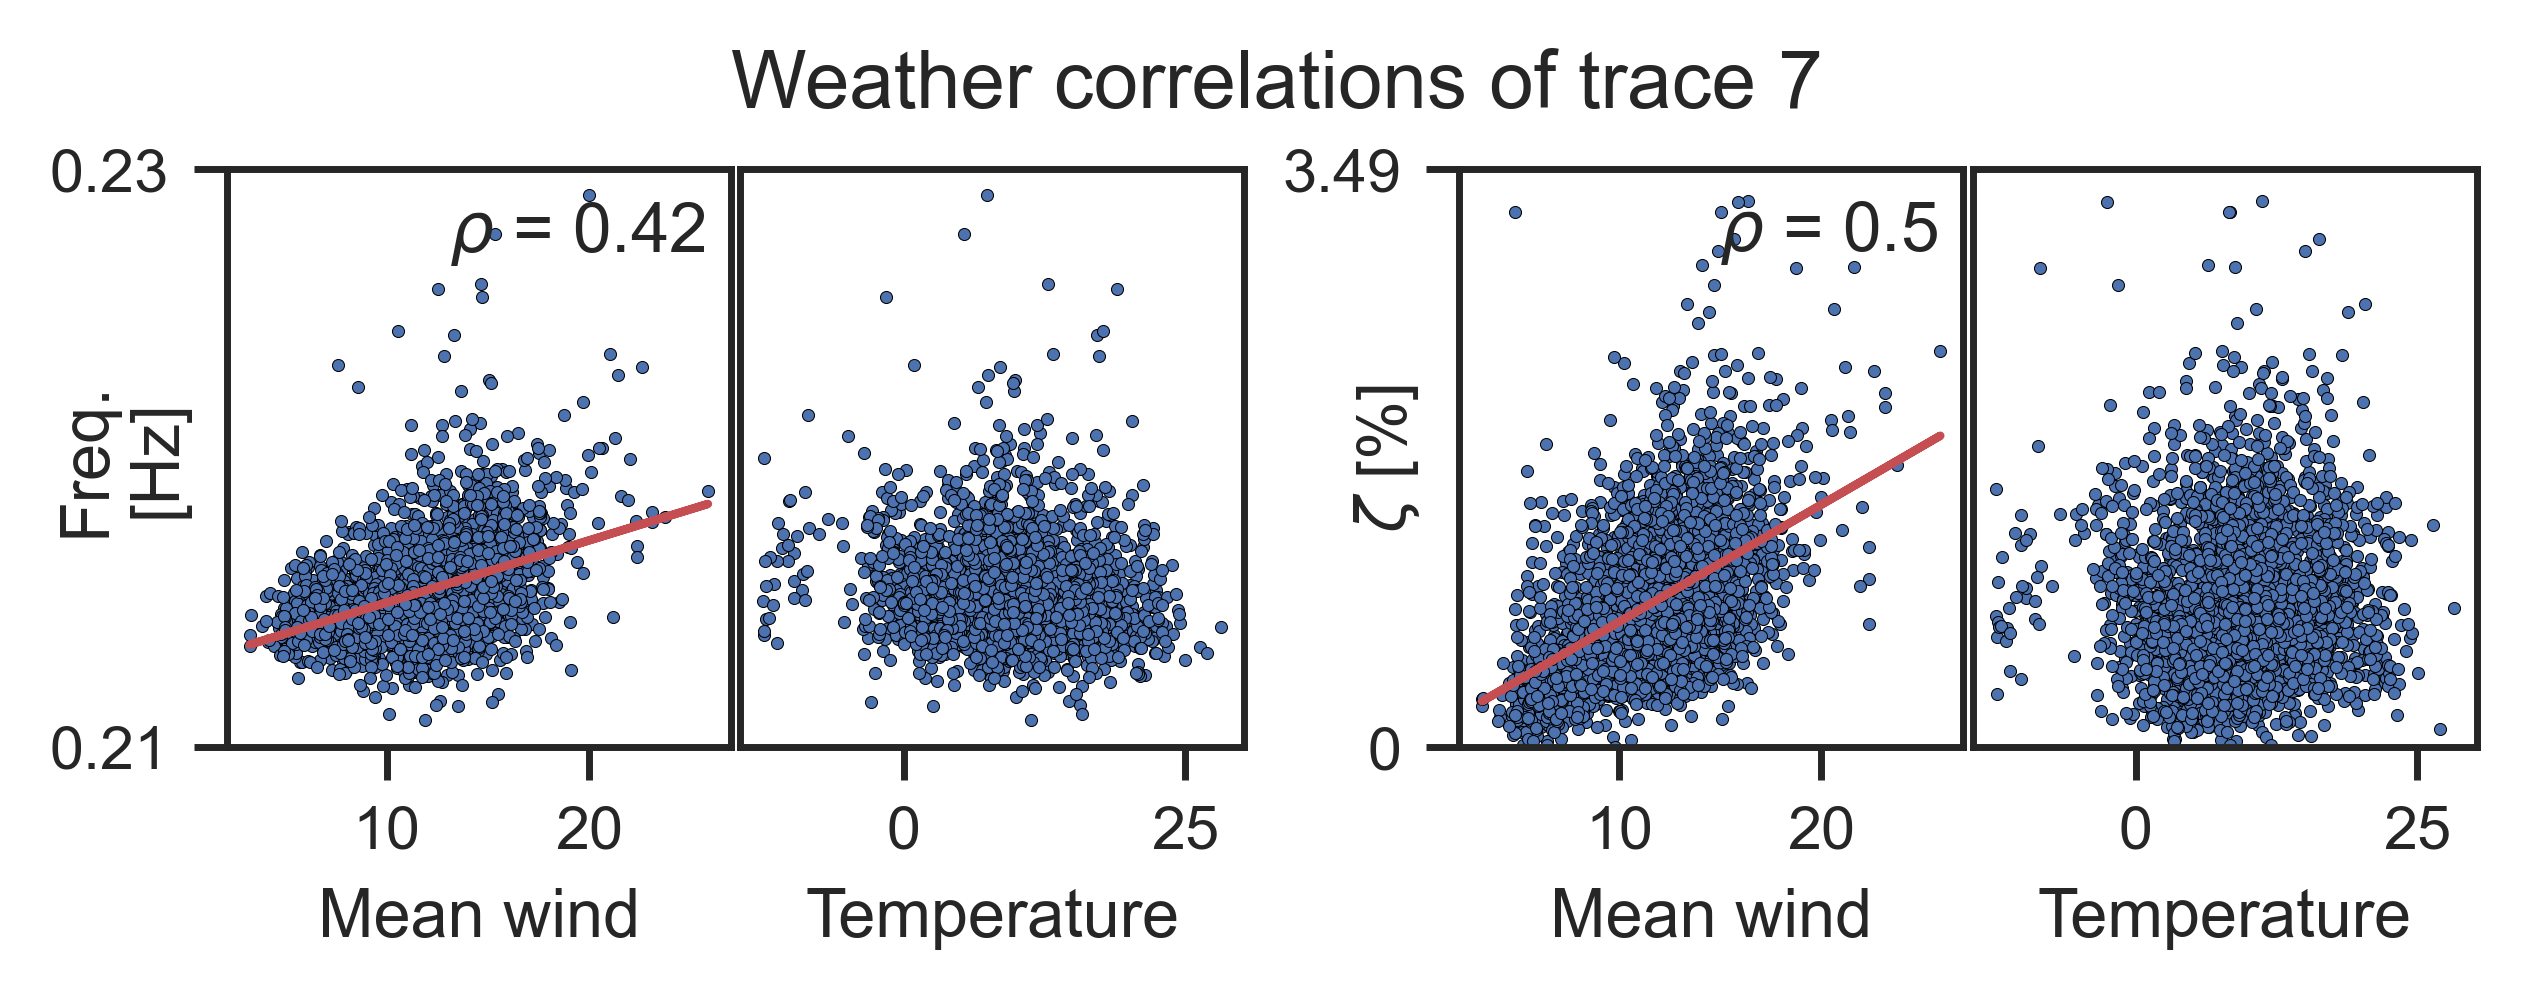 Weather correlations of trace 7
0.23
0.21
Freq.
[Hz]
ρ = 0.42
10
20
Mean wind
0
25
Temperature
3.49
0
ζ [%]
ρ = 0.5
10
20
Mean wind
0
25
Temperature